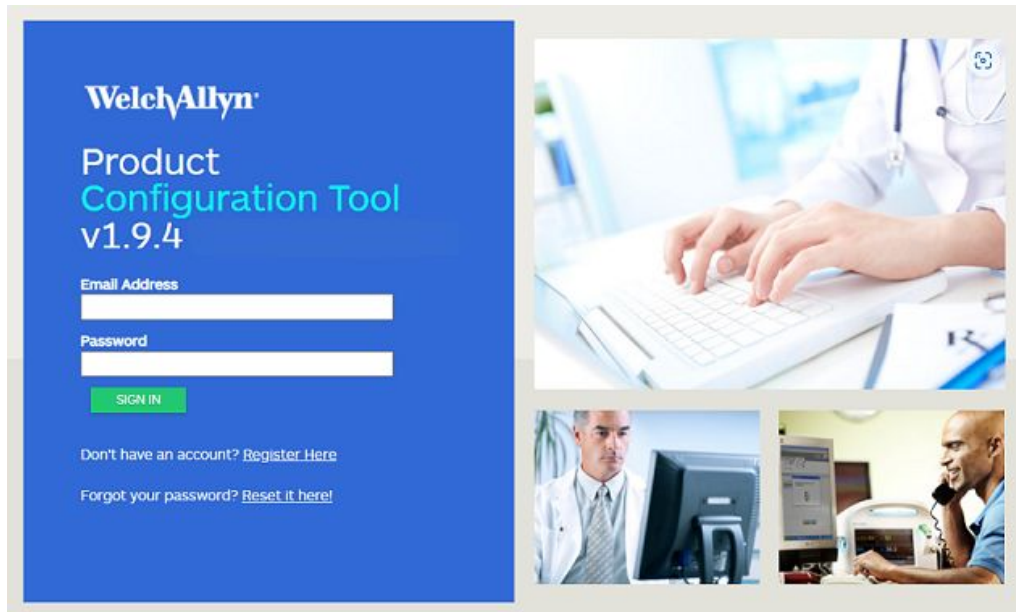 WelchAllyn
Product
Configuration Tool
v1.9.4
Email Address
Password
SIGN IN
Don't have an account? Register Here
Forgot your password? Reset it here!